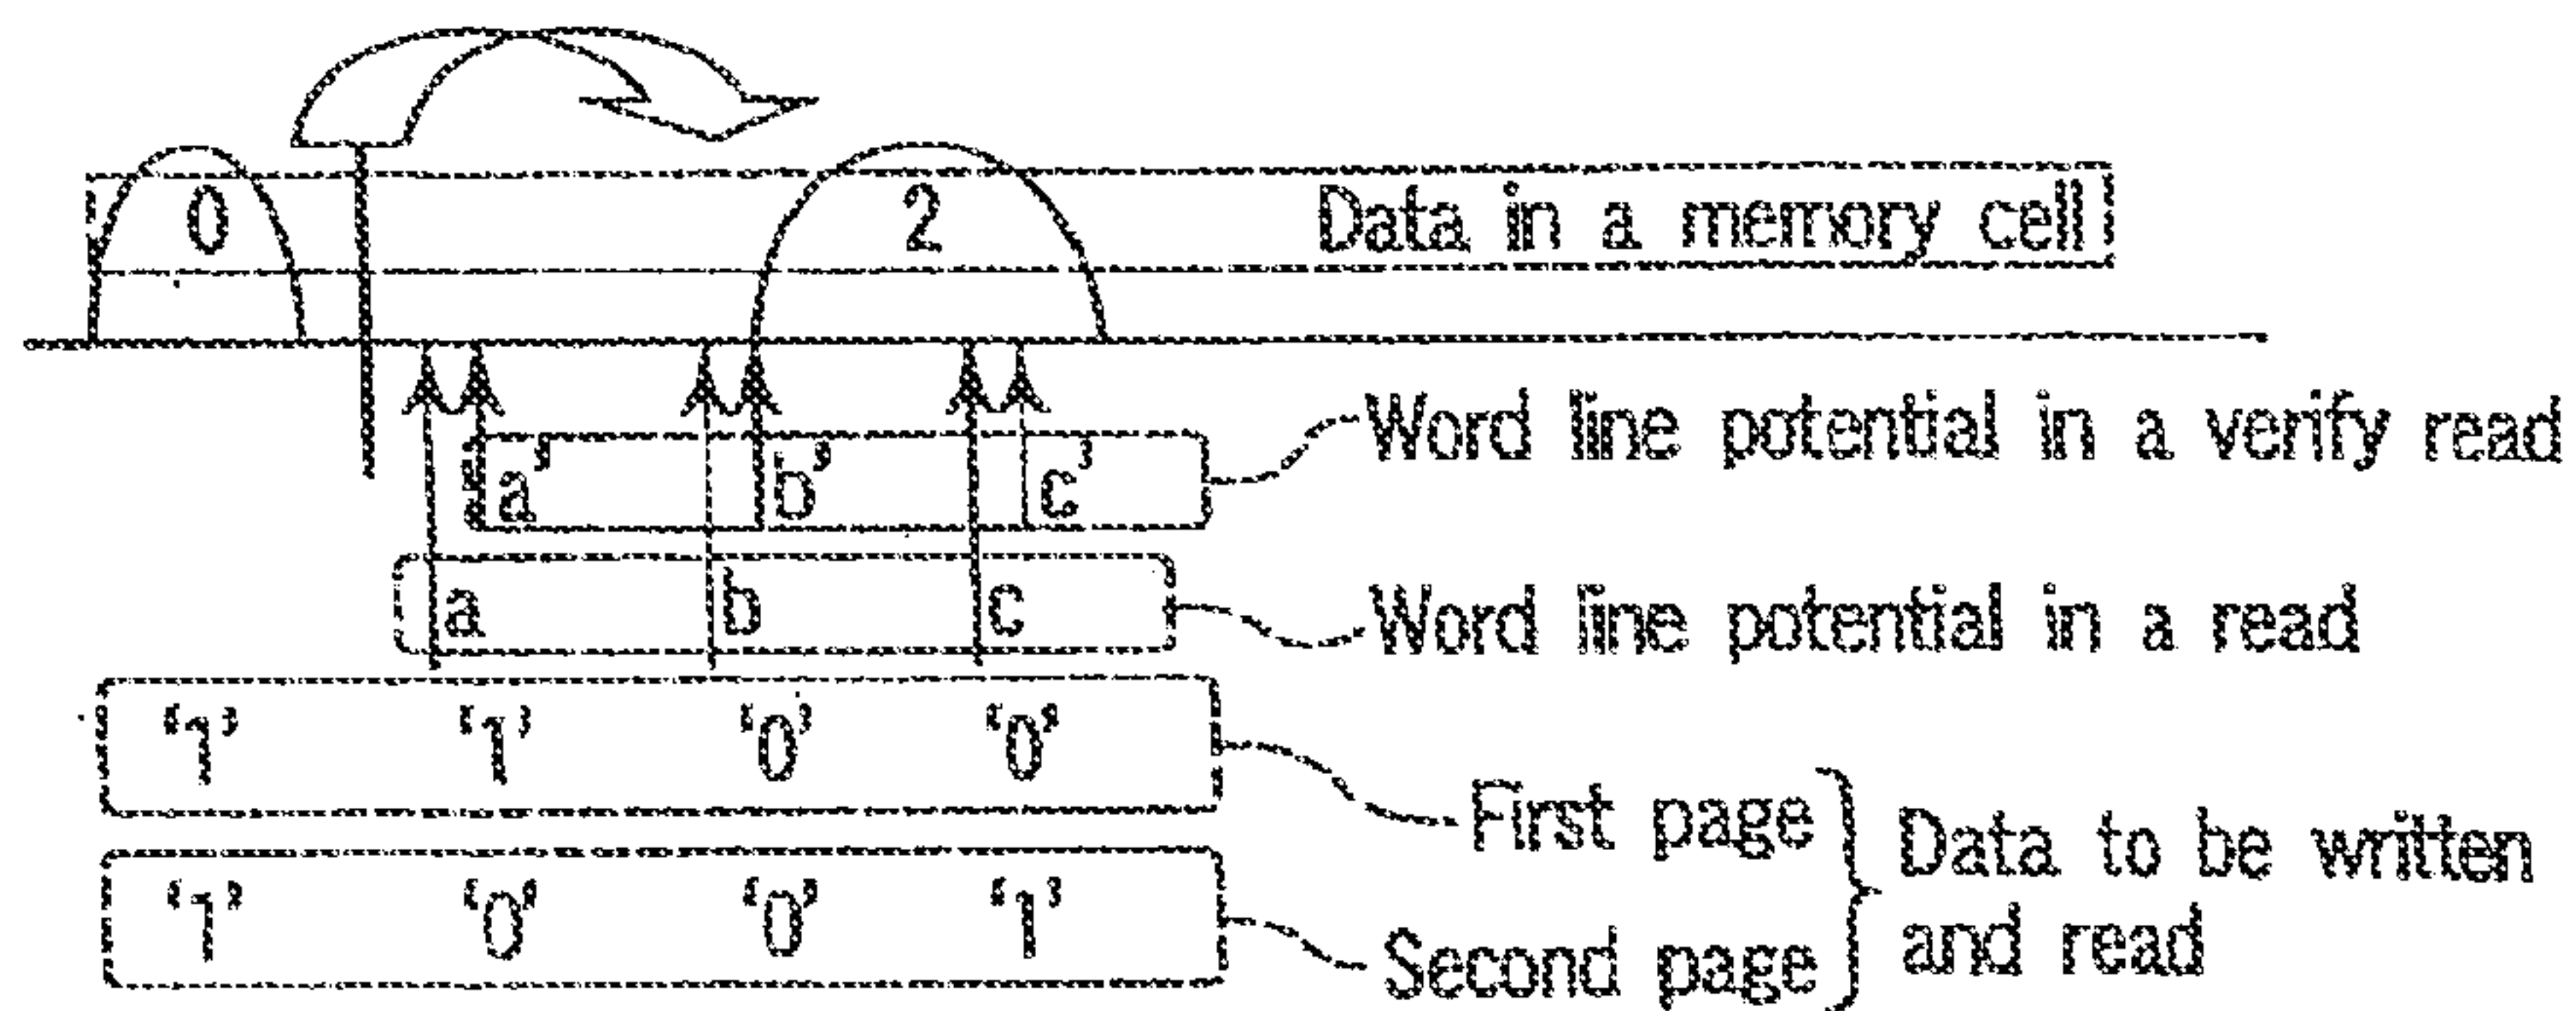 0 2 Data in a memory cell
a' b' c' Word line potential in a verify read
a b c Word line potential in a read
'1' '1' '0' '0'
First page
'1' '0' '0' '1'
Second page
Data to be written
and read